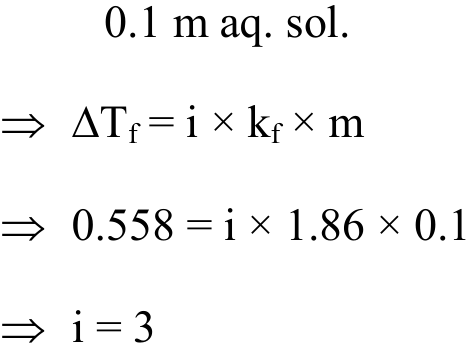 0.1 m aq. sol.
⇒ ΔT_f = i × k_f × m
⇒ 0.558 = i × 1.86 × 0.1
⇒ i = 3